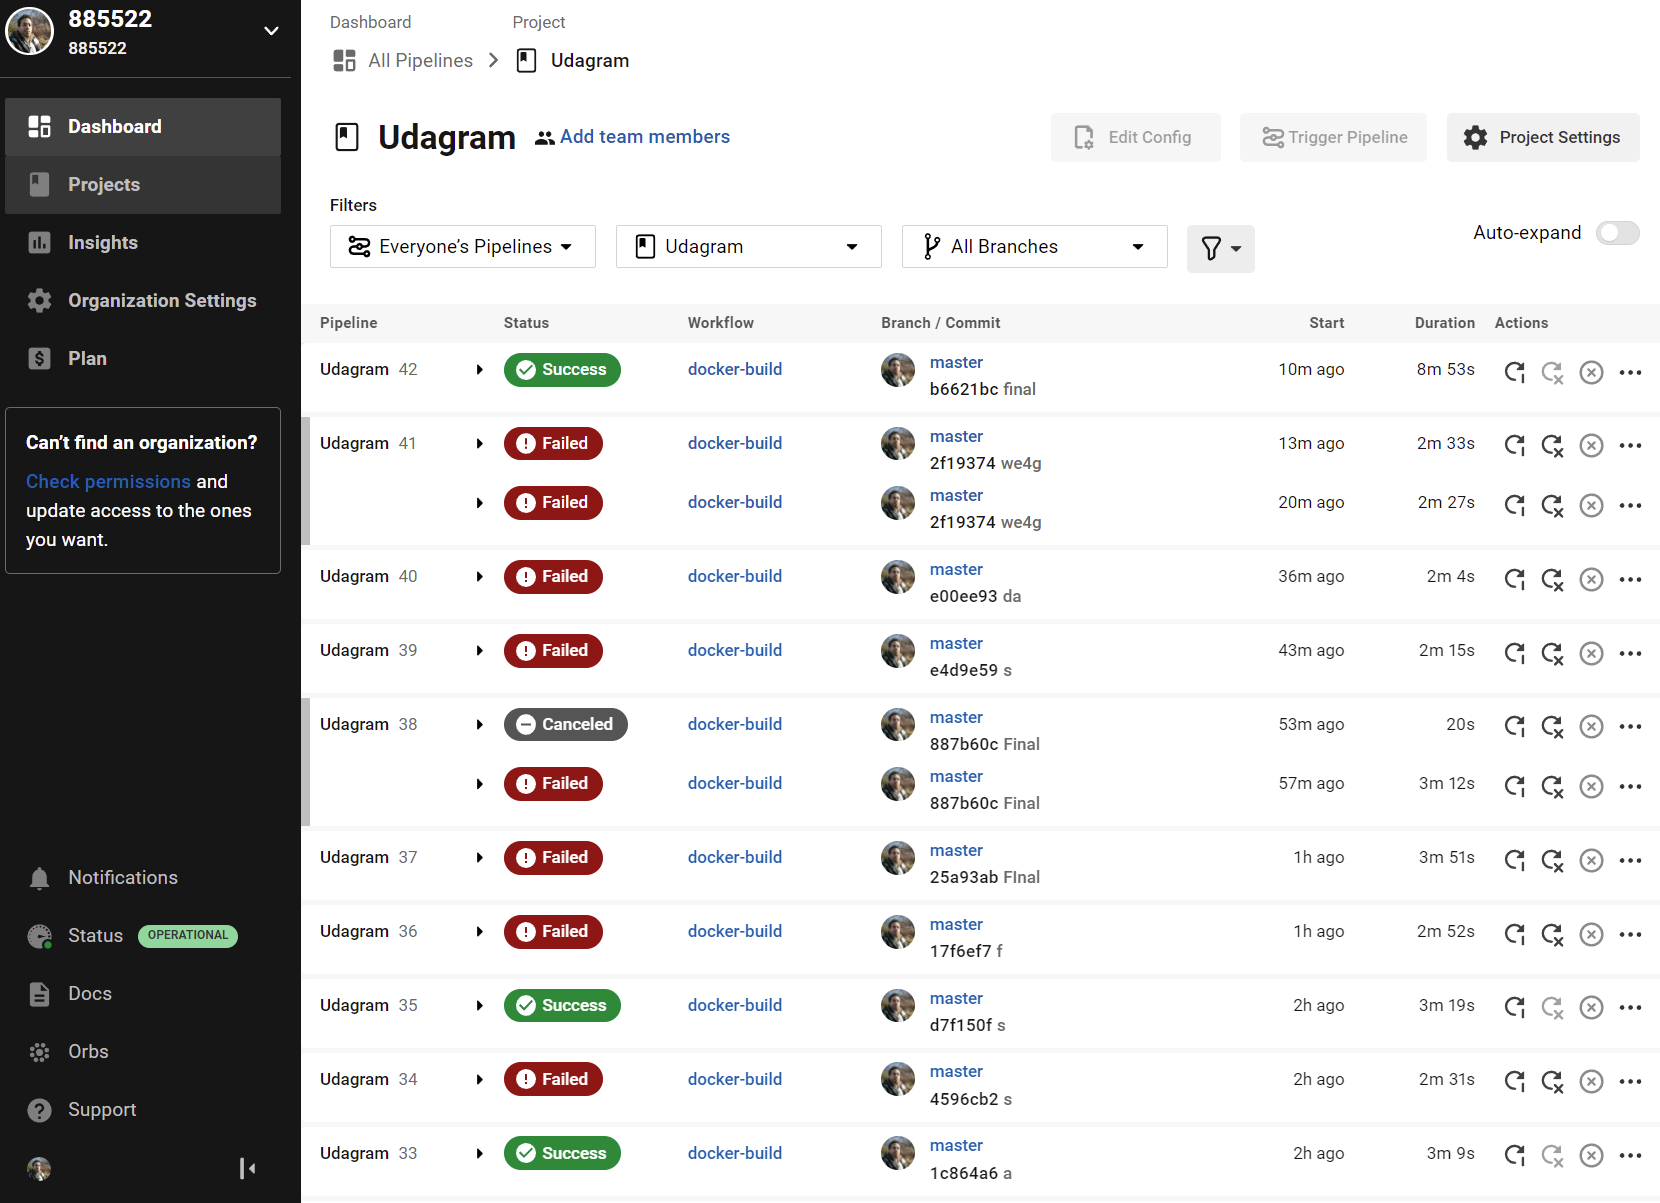 885522
885522
Dashboard
Projects
Insights
Organization Settings
Plan
Can't find an organization?
Check permissions and
update access to the ones
you want.
Notifications
Status OPERATIONAL
Docs
Orbs
Support
Dashboard Project
All Pipelines Udagram
Udagram Add team members Edit Config Trigger Pipeline Project Settings
Filters
Everyone's Pipelines Udagram All Branches Auto-expand
Pipeline Status Workflow Branch / Commit Start Duration Actions
Udagram 42 Success docker-build master 10m ago 8m 53s
b6621bc final
Udagram 41 Failed docker-build master 13m ago 2m 33s
2f19374 we4g
Failed docker-build master 20m ago 2m 27s
2f19374 we4g
Udagram 40 Failed docker-build master 36m ago 2m 4s
e00ee93 da
Udagram 39 Failed docker-build master 43m ago 2m 15s
e4d9e59 s
Udagram 38 Canceled docker-build master 53m ago 20s
887b60c Final
Failed docker-build master 57m ago 3m 12s
887b60c Final
Udagram 37 Failed docker-build master 1h ago 3m 51s
25a93ab FInal
Udagram 36 Failed docker-build master 1h ago 2m 52s
17f6ef7 f
Udagram 35 Success docker-build master 2h ago 3m 19s
d7f150f s
Udagram 34 Failed docker-build master 2h ago 2m 31s
4596cb2 s
Udagram 33 Success docker-build master 2h ago 3m 9s
1c864a6 a